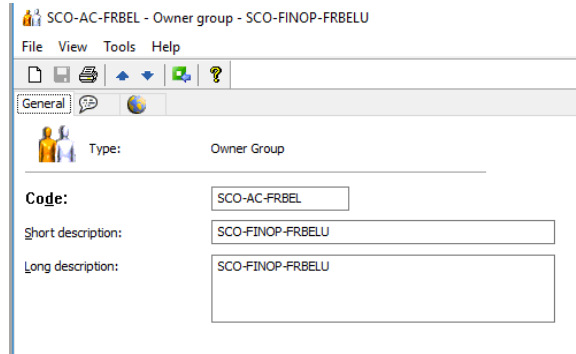 SCO-AC-FRBEL - Owner group - SCO-FINOP-FRBELU
File View Tools Help
General
Type: Owner Group
Code: SCO-AC-FRBEL
Short description: SCO-FINOP-FRBELU
Long description: SCO-FINOP-FRBELU